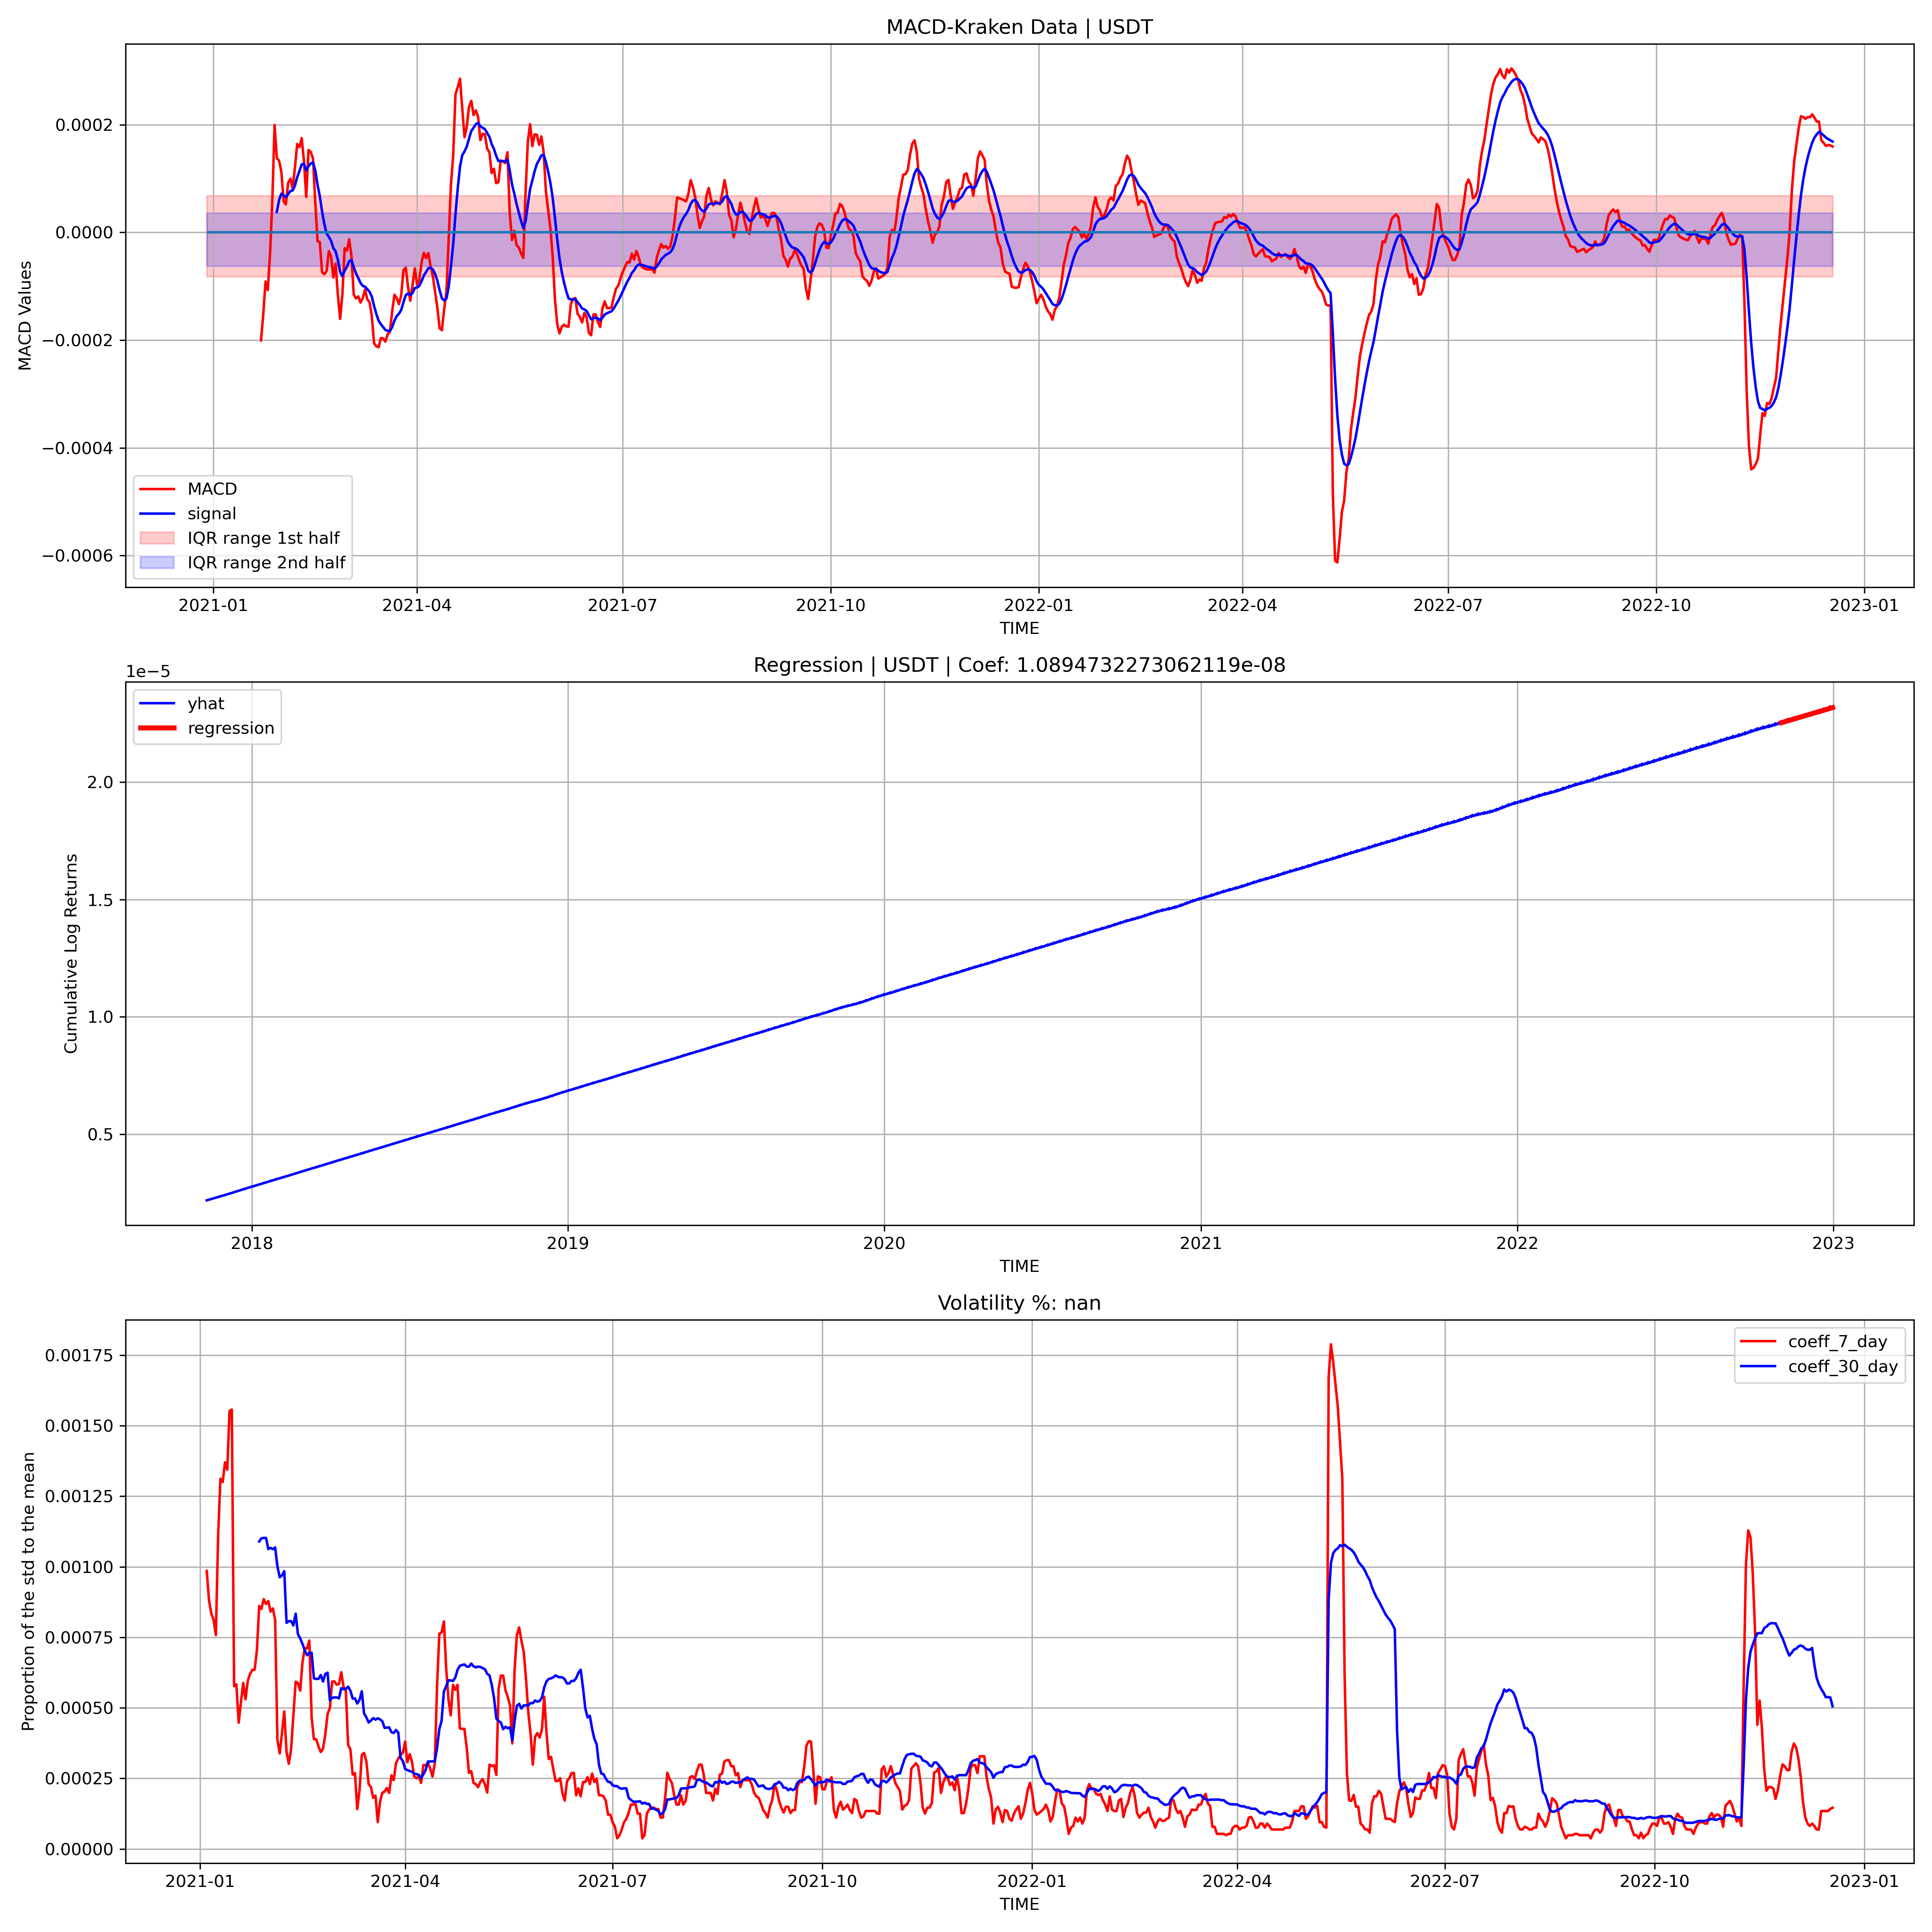 MACD-Kraken Data | USDT
MACD Values
0.0002
0.0000
−0.0002
−0.0004
−0.0006
MACD
signal
IQR range 1st half
IQR range 2nd half
2021-01 2021-04 2021-07 2021-10 2022-01 2022-04 2022-07 2022-10 2023-01
TIME
Regression | USDT | Coef: 1.0894732273062119e-08
1e−5
Cumulative Log Returns
yhat
regression
2.0
1.5
1.0
0.5
2018 2019 2020 2021 2022 2023
TIME
Volatility %: nan
Proportion of the std to the mean
coeff_7_day
coeff_30_day
0.00175
0.00150
0.00125
0.00100
0.00075
0.00050
0.00025
0.00000
2021-01 2021-04 2021-07 2021-10 2022-01 2022-04 2022-07 2022-10 2023-01
TIME